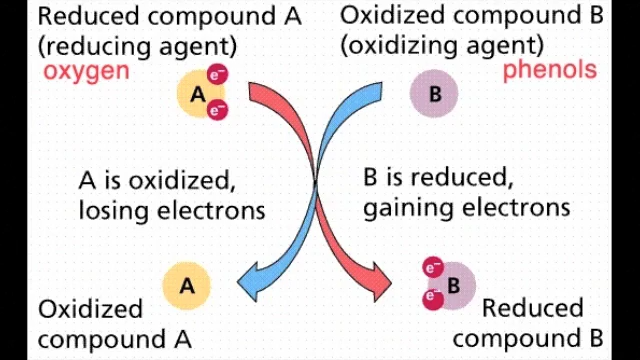 Reduced compound A
(reducing agent)
oxygen
e⁻
A
e⁻
Oxidized compound B
(oxidizing agent)
phenols
B
A is oxidized,
losing electrons
B is reduced,
gaining electrons
A
Oxidized
compound A
e⁻
B
e⁻
Reduced
compound B